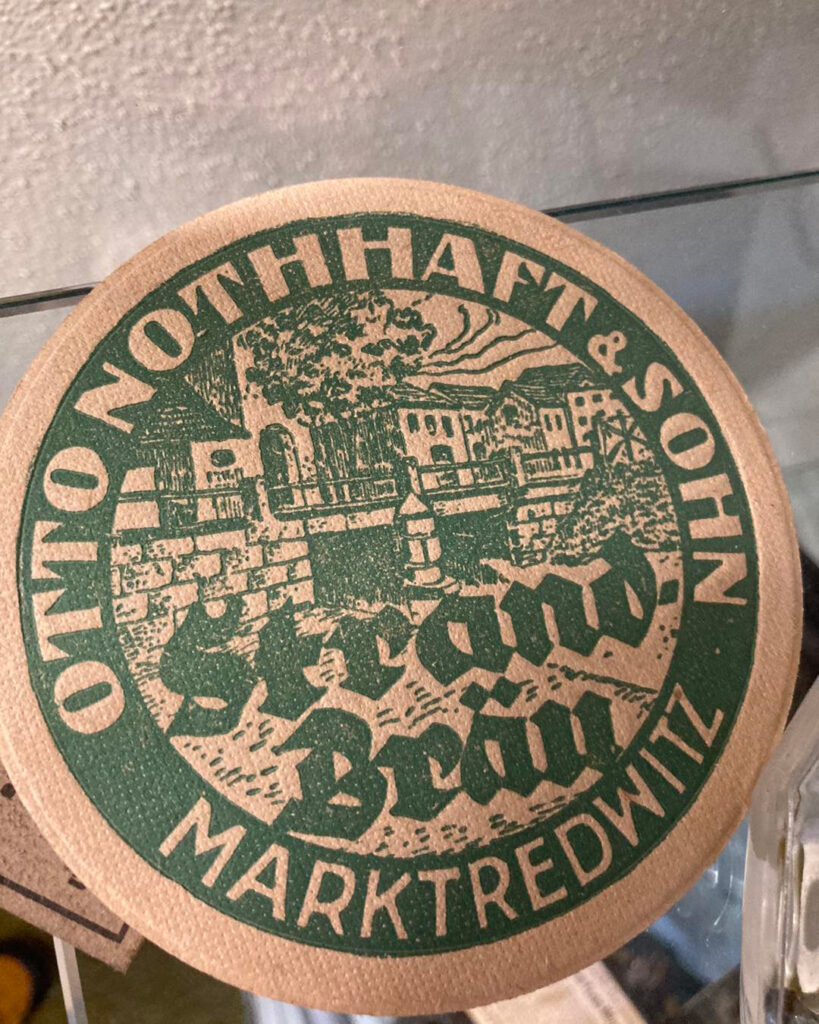 OTTO NOTHHAFT & SOHN
Strand
Bräu
MARKTREDWITZ